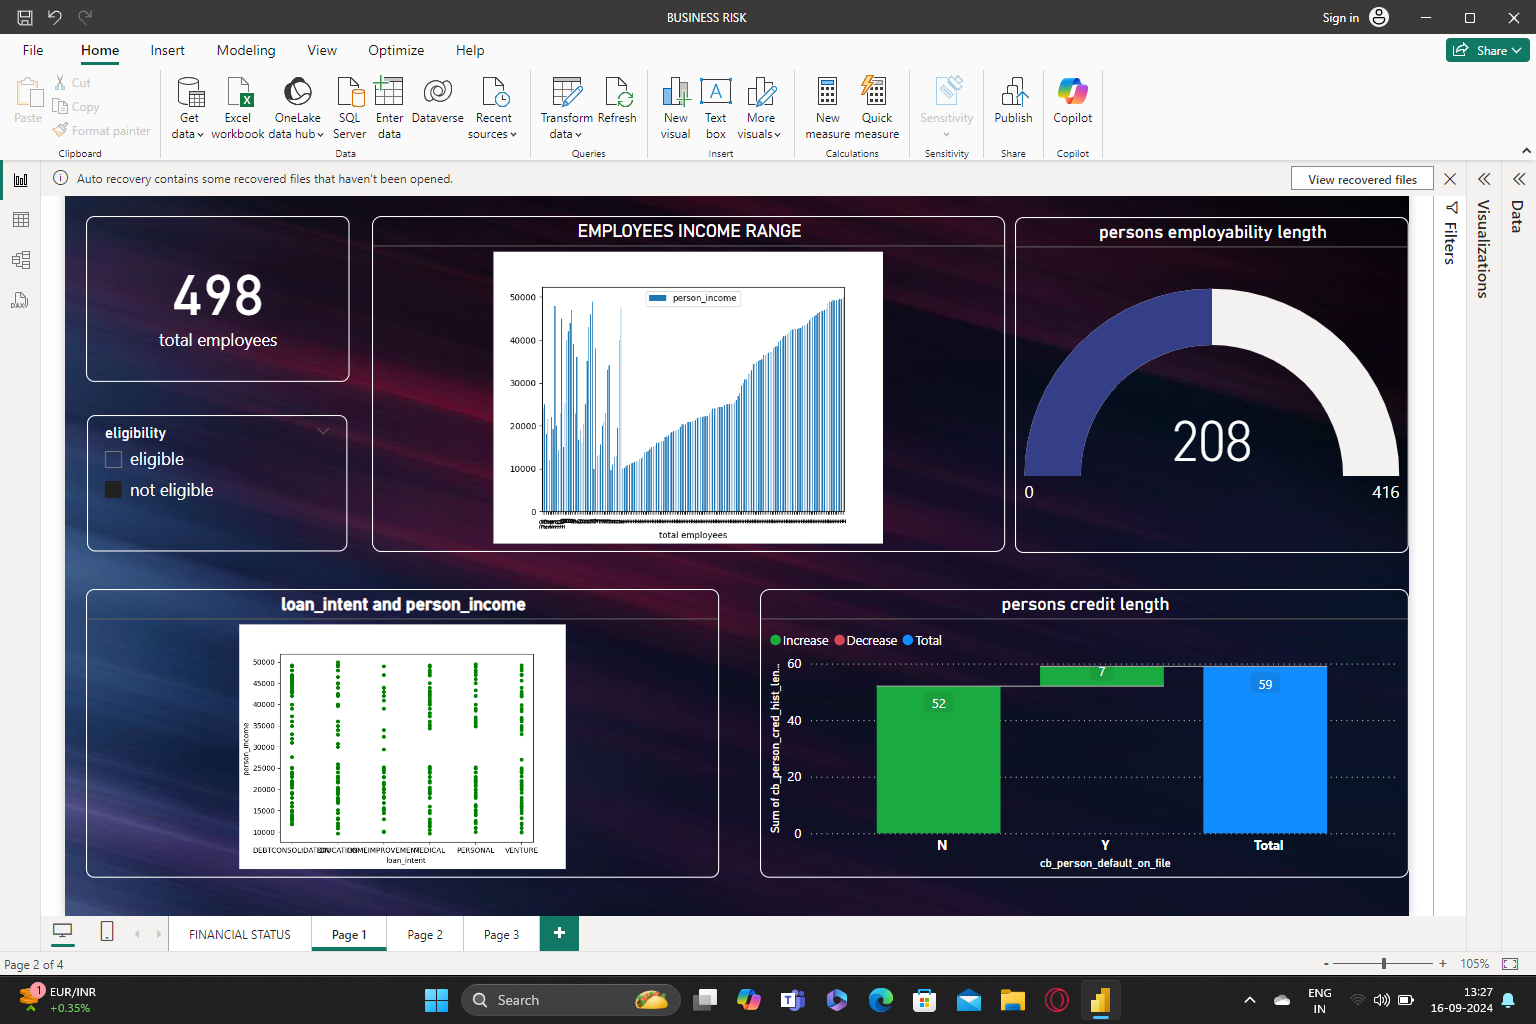 BUSINESS RISK
Sign in
File
Home
Insert
Modeling
View
Optimize
Help
Share
Paste
Cut
Copy
Format painter
Clipboard
Get data
Excel workbook
OneLake data hub
SQL Server
Enter data
Dataverse
Recent sources
Data
Transform data
Refresh
Queries
New visual
Text box
More visuals
Insert
New measure
Quick measure
Calculations
Sensitivity
Sensitivity
Publish
Share
Copilot
Copilot
Auto recovery contains some recovered files that haven't been opened.
View recovered files
Filters
Visualizations
Data
498
total employees
eligibility
eligible
not eligible
EMPLOYEES INCOME RANGE
person_income
50000
40000
30000
20000
10000
0
total employees
persons employability length
208
0
416
loan_intent and person_income
50000
45000
40000
35000
30000
25000
20000
15000
10000
person_income
PERSONAL
VENTURE
loan_intent
persons credit length
Increase
Decrease
Total
Sum of cb_person_cred_hist_len...
60
40
20
0
52
7
59
N
Y
Total
cb_person_default_on_file
FINANCIAL STATUS
Page 1
Page 2
Page 3
Page 2 of 4
105%
1
EUR/INR
+0.35%
Search
ENG
IN
13:27
16-09-2024